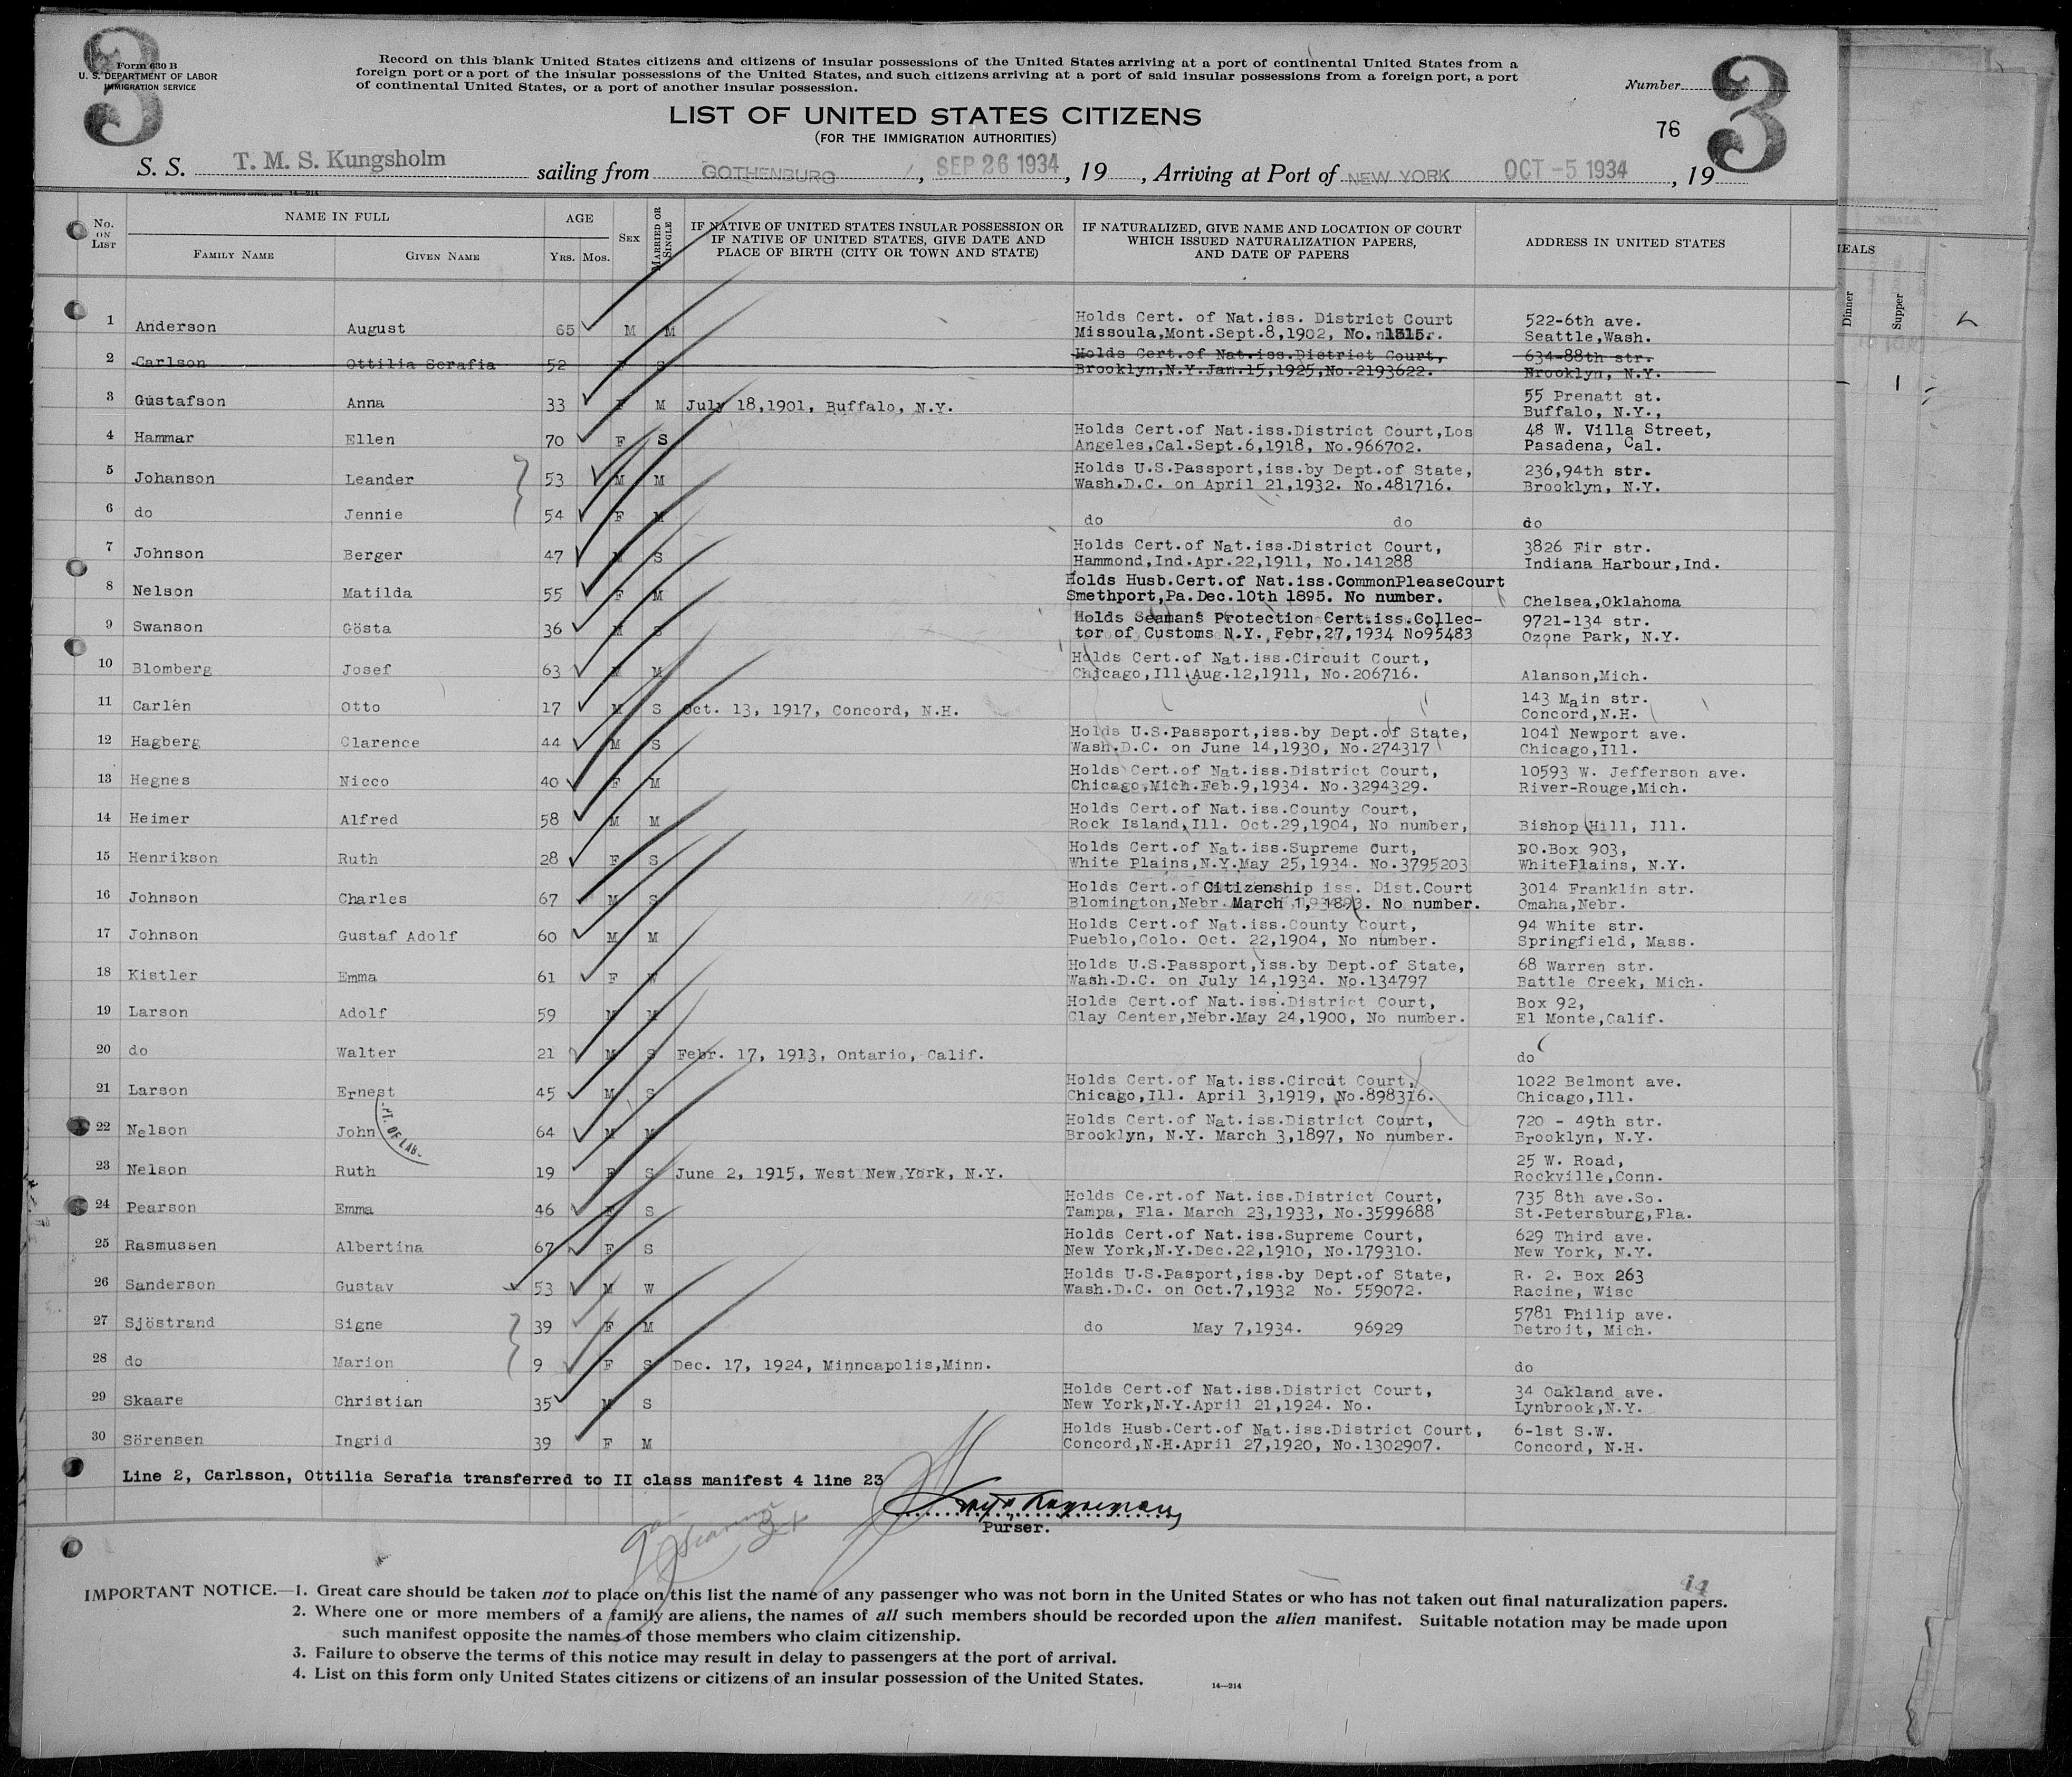 3
3
Form 630 B
U. S. DEPARTMENT OF LABOR
IMMIGRATION SERVICE
Record on this blank United States citizens and citizens of insular possessions of the United States arriving at a port of continental United States from a
foreign port or a port of the insular possessions of the United States, and such citizens arriving at a port of said insular possessions from a foreign port, a port
of continental United States, or a port of another insular possession.
Number
LIST OF UNITED STATES CITIZENS
(FOR THE IMMIGRATION AUTHORITIES)
76
S. S. T. M. S. Kungsholm sailing from GOTHENBURG, SEP 26 1934, 19 , Arriving at Port of NEW YORK OCT -5 1934, 19
No. ON LIST
NAME IN FULL
FAMILY NAME GIVEN NAME
AGE
YRS. MOS.
SEX
MARRIED OR SINGLE
IF NATIVE OF UNITED STATES INSULAR POSSESSION OR
IF NATIVE OF UNITED STATES, GIVE DATE AND
PLACE OF BIRTH (CITY OR TOWN AND STATE)
IF NATURALIZED, GIVE NAME AND LOCATION OF COURT
WHICH ISSUED NATURALIZATION PAPERS,
AND DATE OF PAPERS
ADDRESS IN UNITED STATES
1 Anderson August 65 M M Holds Cert. of Nat.iss. District Court 522-6th ave.
Missoula,Mont.Sept.8,1902, No. 1315. Seattle,Wash.
2 Carlson Ottilia Serafia 52 F S Holds Cert.of Nat.iss.District Court, 634-88th str.
Brooklyn,N.Y.Jan.15,1925,No.2193622. Brooklyn, N.Y.
3 Gustafson Anna 33 F M July 18,1901, Buffalo, N.Y. 55 Prenatt st.
Buffalo, N.Y.,
4 Hammar Ellen 70 F S Holds Cert.of Nat.iss.District Court,Los 48 W. Villa Street,
Angeles,Cal.Sept.6,1918, No.966702. Pasadena, Cal.
5 Johanson Leander 53 M M Holds U.S.Passport,iss.by Dept.of State, 236,94th str.
Wash.D.C. on April 21,1932. No.481716. Brooklyn, N.Y.
6 do Jennie 54 F M do do do
7 Johnson Berger 47 M S Holds Cert.of Nat.iss.District Court, 3826 Fir str.
Hammond,Ind.Apr.22,1911, No.141288 Indiana Harbour,Ind.
8 Nelson Matilda 55 F M Holds Husb.Cert.of Nat.iss.CommonPleaseCourt
Smethport,Pa.Dec.10th 1895. No number. Chelsea,Oklahoma
9 Swanson Gösta 36 M S Holds Seamans Protection Cert.iss.Collec- 9721-134 str.
tor of Customs N.Y. Febr,27,1934 No95483 Ozone Park, N.Y.
10 Blomberg Josef 63 M M Holds Cert.of Nat.iss.Circuit Court,
Chicago,Ill.Aug.12,1911, No.206716. Alanson,Mich.
11 Carlén Otto 17 M S Oct. 13, 1917, Concord, N.H. 143 Main str.
Concord,N.H.
12 Hagberg Clarence 44 M S Holds U.S.Passport,iss.by Dept.of State, 1041 Newport ave.
Wash.D.C. on June 14,1930, No.274317 Chicago,Ill.
13 Hegnes Nicco 40 F M Holds Cert.of Nat.iss.District Court, 10593 W. Jefferson ave.
Chicago,Mich.Feb.9,1934. No.3294329. River-Rouge,Mich.
14 Heimer Alfred 58 M M Holds Cert.of Nat.iss.County Court,
Rock Island,Ill. Oct.29,1904, No number, Bishop Hill, Ill.
15 Henrikson Ruth 28 F S Holds Cert.of Nat.iss.Supreme Curt, PO.Box 903,
White Plains,N.Y.May 25,1934. No.3795203 WhitePlains, N.Y.
16 Johnson Charles 67 M S Holds Cert.of Citizenship iss. Dist.Court 3014 Franklin str.
Blomington,Nebr. March 1, 1893. No number. Omaha,Nebr.
17 Johnson Gustaf Adolf 60 M M Holds Cert.of Nat.iss.County Court, 94 White str.
Pueblo,Colo. Oct. 22,1904, No number. Springfield, Mass.
18 Kistler Emma 61 F W Holds U.S.Passport,iss.by Dept.of State, 68 Warren str.
Wash.D.C. on July 14,1934. No.134797 Battle Creek, Mich.
19 Larson Adolf 59 M M Holds Cert.of Nat.iss.District Court, Box 92,
Clay Center,Nebr.May 24,1900, No number. El Monte,Calif.
20 do Walter 21 M S Febr. 17, 1913, Ontario, Calif. do
21 Larson Ernest 45 M S Holds Cert.of Nat.iss.Circut Court, 1022 Belmont ave.
Chicago,Ill. April 3,1919, No.898316. Chicago,Ill.
22 Nelson John 64 M M Holds Cert.of Nat.iss.District Court, 720 - 49th str.
Brooklyn, N.Y. March 3,1897, No number. Brooklyn, N.Y.
23 Nelson Ruth 19 F S June 2, 1915, West New York, N.Y. 25 W. Road,
Rockville,Conn.
24 Pearson Emma 46 F S Holds Ce.rt.of Nat.iss.District Court, 735 8th ave.So.
Tampa, Fla. March 23,1933, No.3599688 St.Petersburg,Fla.
25 Rasmussen Albertina 67 F S Holds Cert.of Nat.iss.Supreme Court, 629 Third ave.
New York,N.Y.Dec.22,1910, No.179310. New York, N.Y.
26 Sanderson Gustav 53 M W Holds U.S.Pasport,iss.by Dept.of State, R. 2. Box 263
Wash.D.C. on Oct.7,1932 No. 559072. Racine, Wisc
27 Sjöstrand Signe 39 F M do May 7,1934. 96929 5781 Philip ave.
Detroit, Mich.
28 do Marion 9 F S Dec. 17, 1924, Minneapolis,Minn. do
29 Skaare Christian 35 M S Holds Cert.of Nat.iss.District Court, 34 Oakland ave.
New York,N.Y.April 21,1924. No. Lynbrook,N.Y.
30 Sörensen Ingrid 39 F M Holds Husb.Cert.of Nat.iss.District Court, 6-1st S.W.
Concord,N.H.April 27,1920, No.1302907. Concord, N.H.
Line 2, Carlsson, Ottilia Serafia transferred to II class manifest 4 line 23
Purser.
IMPORTANT NOTICE.—1. Great care should be taken not to place on this list the name of any passenger who was not born in the United States or who has not taken out final naturalization papers.
2. Where one or more members of a family are aliens, the names of all such members should be recorded upon the alien manifest. Suitable notation may be made upon
such manifest opposite the names of those members who claim citizenship.
3. Failure to observe the terms of this notice may result in delay to passengers at the port of arrival.
4. List on this form only United States citizens or citizens of an insular possession of the United States.
14—214
Dinner
Supper